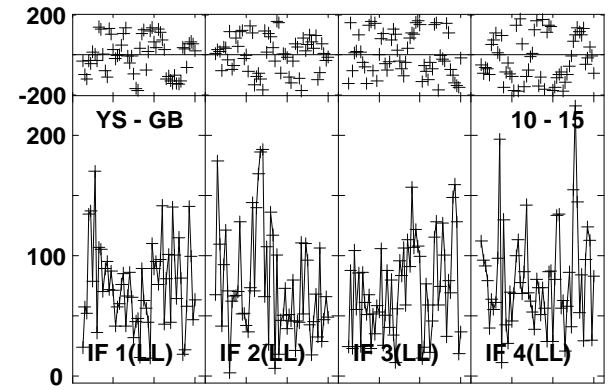 200
-200
YS - GB
10 - 15
200
100
0
IF 1(LL)
IF 2(LL)
IF 3(LL)
IF 4(LL)